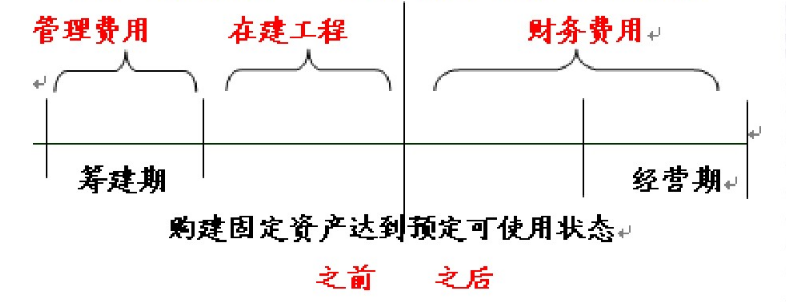 管理费用 在建工程 财务费用
筹建期 经营期
购建固定资产达到预定可使用状态
之前 之后